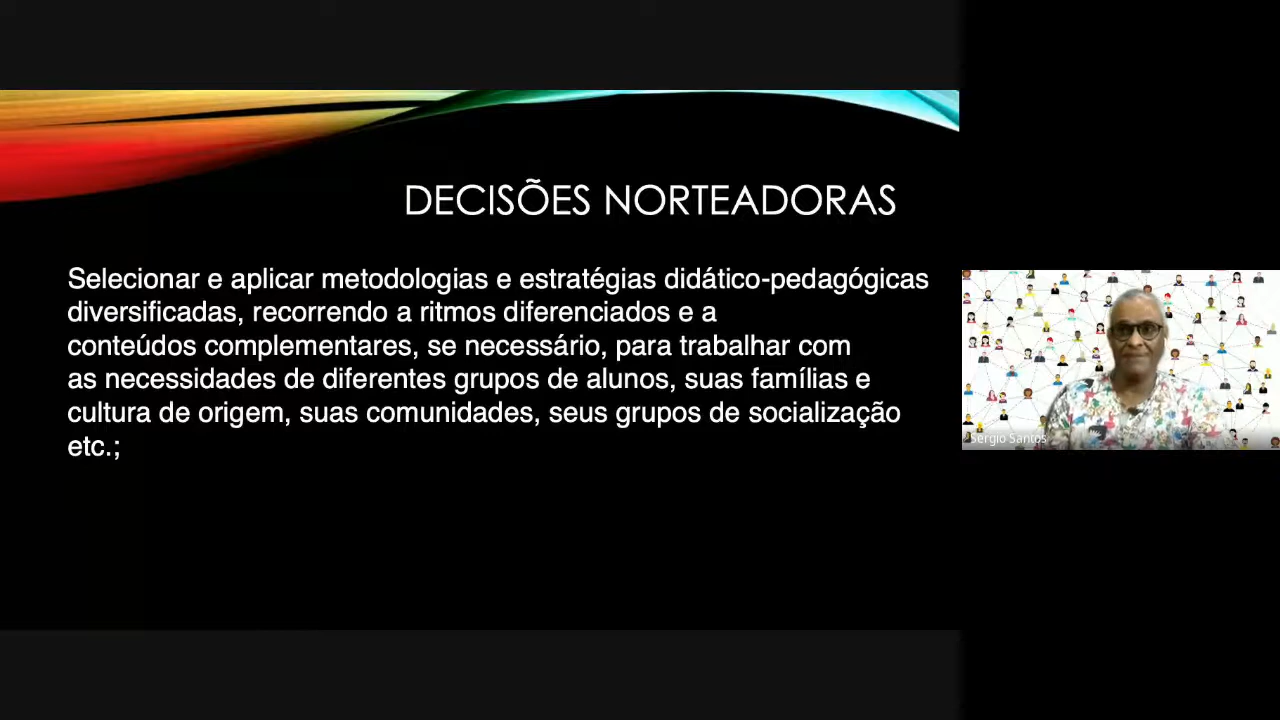 DECISÕES NORTEADORAS
Selecionar e aplicar metodologias e estratégias didático-pedagógicas
diversificadas, recorrendo a ritmos diferenciados e a
conteúdos complementares, se necessário, para trabalhar com
as necessidades de diferentes grupos de alunos, suas famílias e
cultura de origem, suas comunidades, seus grupos de socialização
etc.;
Sergio Santos